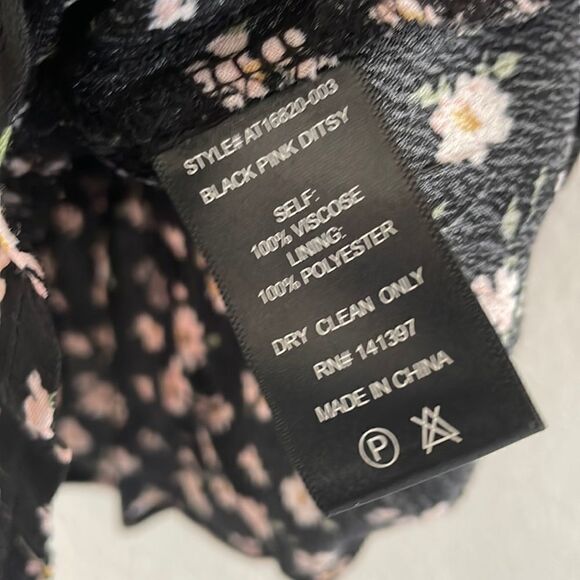 STYLE# AT16820-003
BLACK PINK DITSY
SELF:
100% VISCOSE
LINING:
100% POLYESTER
DRY CLEAN ONLY
RN# 141397
MADE IN CHINA
P